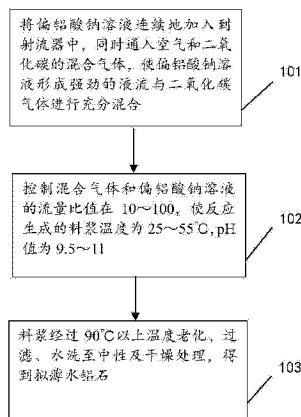 将偏铝酸钠溶液连续地加入到
射流器中，同时通入空气和二氧
化碳的混合气体，使偏铝酸钠溶
液形成强劲的液流与二氧化碳
气体进行充分混合
101
控制混合气体和偏铝酸钠溶液
的流量比值在 10～100，使反应
生成的料浆温度为 25～55℃,pH
值为 9.5～11
102
料浆经过 90℃以上温度老化、过
滤、水洗至中性及干燥处理，得
到拟薄水铝石
103